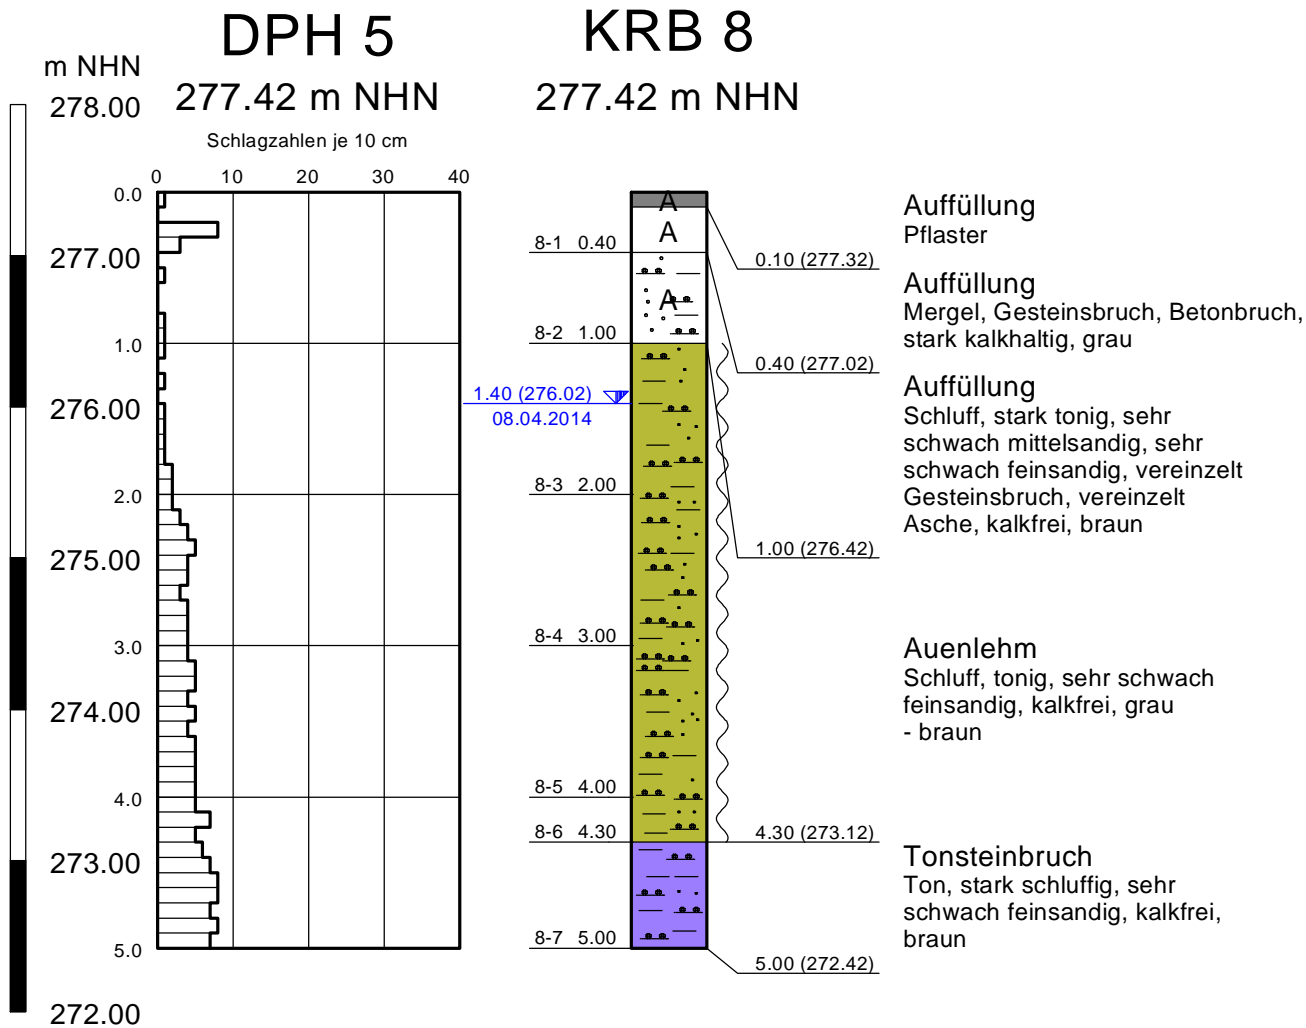 DPH 5
277.42 m NHN
Schlagzahlen je 10 cm
0 10 20 30 40
0.0
1.0
2.0
3.0
4.0
5.0
m NHN
278.00
277.00
276.00
275.00
274.00
273.00
272.00
KRB 8
277.42 m NHN
A
A
A
8-1 0.40
8-2 1.00
1.40 (276.02)
08.04.2014
8-3 2.00
8-4 3.00
8-5 4.00
8-6 4.30
8-7 5.00
0.10 (277.32)
0.40 (277.02)
1.00 (276.42)
4.30 (273.12)
5.00 (272.42)
Auffüllung
Pflaster
Auffüllung
Mergel, Gesteinsbruch, Betonbruch,
stark kalkhaltig, grau
Auffüllung
Schluff, stark tonig, sehr
schwach mittelsandig, sehr
schwach feinsandig, vereinzelt
Gesteinsbruch, vereinzelt
Asche, kalkfrei, braun
Auenlehm
Schluff, tonig, sehr schwach
feinsandig, kalkfrei, grau
- braun
Tonsteinbruch
Ton, stark schluffig, sehr
schwach feinsandig, kalkfrei,
braun